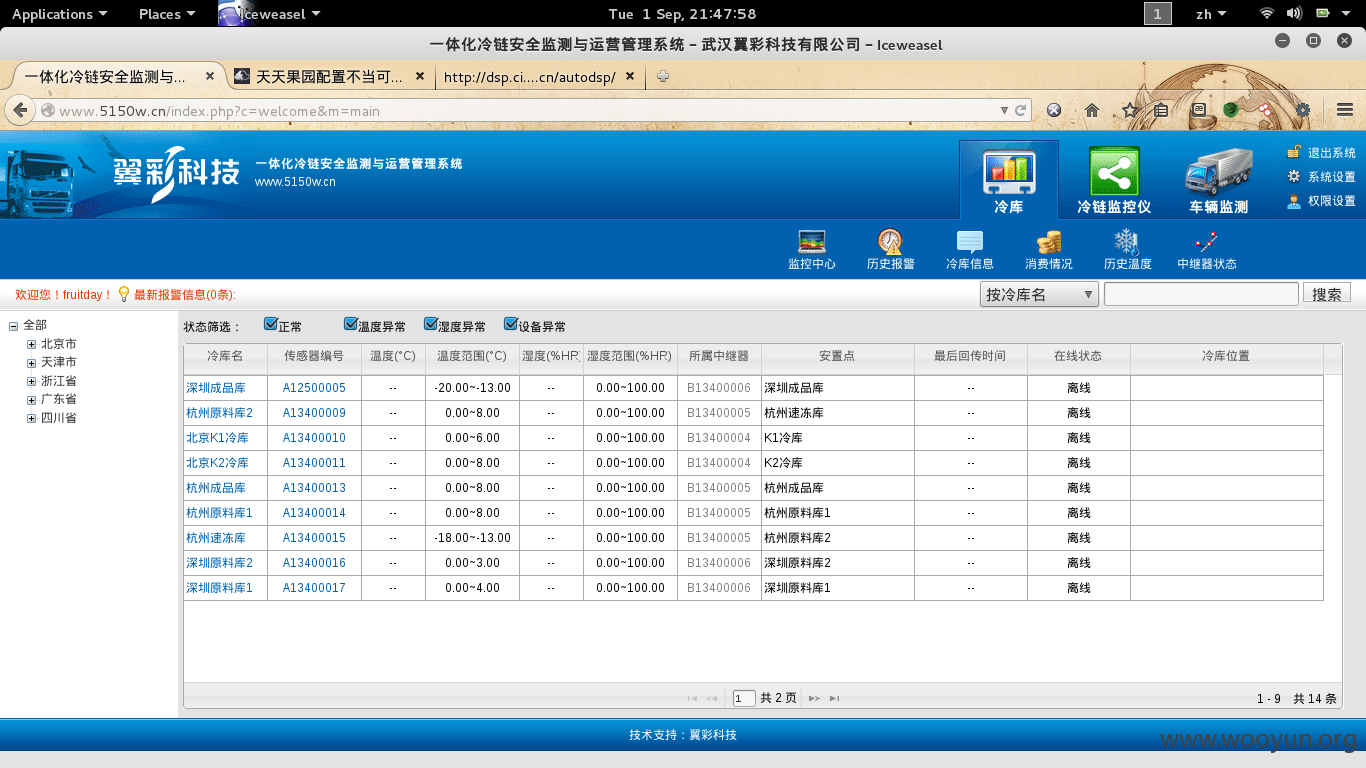 Applications Places Iceweasel Tue 1 Sep, 21:47:58 1 zh
一体化冷链安全监测与运营管理系统 - 武汉翼彩科技有限公司 - Iceweasel
一体化冷链安全监测与... 天天果园配置不当可... http://dsp.ci....cn/autodsp/
www.5150w.cn/index.php?c=welcome&m=main
翼彩科技
一体化冷链安全监测与运营管理系统
www.5150w.cn
冷库 冷链监控仪 车辆监测
退出系统
系统设置
权限设置
监控中心 历史报警 冷库信息 消费情况 历史温度 中继器状态
欢迎您！fruitday！ 最新报警信息(0条): 按冷库名 搜索
全部
北京市
天津市
浙江省
广东省
四川省
状态筛选： 正常 温度异常 湿度异常 设备异常
冷库名 传感器编号 温度(°C) 温度范围(°C) 湿度(%HR) 湿度范围(%HR) 所属中继器 安置点 最后回传时间 在线状态 冷库位置
深圳成品库 A12500005 -- -20.00~-13.00 -- 0.00~100.00 B13400006 深圳成品库 -- 离线
杭州原料库2 A13400009 -- 0.00~8.00 -- 0.00~100.00 B13400005 杭州速冻库 -- 离线
北京K1冷库 A13400010 -- 0.00~6.00 -- 0.00~100.00 B13400004 K1冷库 -- 离线
北京K2冷库 A13400011 -- 0.00~8.00 -- 0.00~100.00 B13400004 K2冷库 -- 离线
杭州成品库 A13400013 -- 0.00~8.00 -- 0.00~100.00 B13400005 杭州成品库 -- 离线
杭州原料库1 A13400014 -- 0.00~8.00 -- 0.00~100.00 B13400005 杭州原料库1 -- 离线
杭州速冻库 A13400015 -- -18.00~-13.00 -- 0.00~100.00 B13400005 杭州原料库2 -- 离线
深圳原料库2 A13400016 -- 0.00~3.00 -- 0.00~100.00 B13400006 深圳原料库2 -- 离线
深圳原料库1 A13400017 -- 0.00~4.00 -- 0.00~100.00 B13400006 深圳原料库1 -- 离线
1 共 2 页 1 - 9 共 14 条
技术支持：翼彩科技
www.wooyun.org